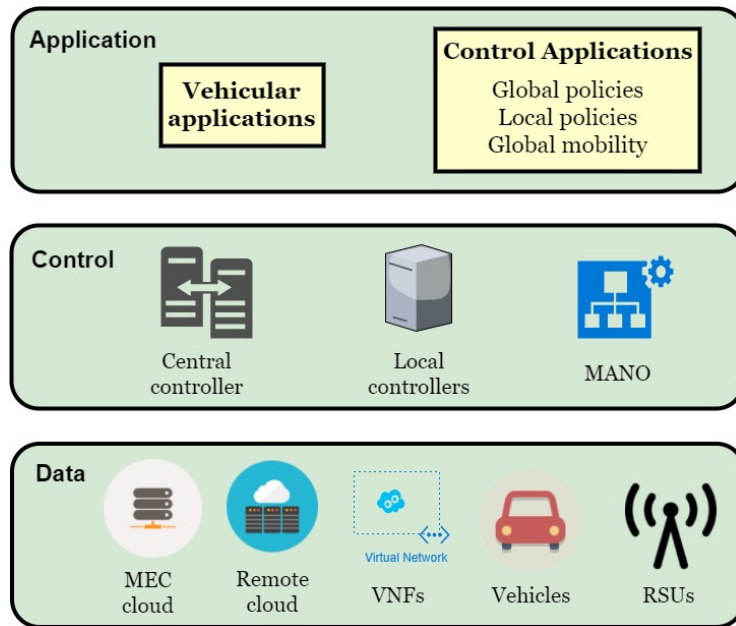 Application
Vehicular
applications
Control Applications
Global policies
Local policies
Global mobility
Control
Central
controller
Local
controllers
MANO
Data
MEC
cloud
Remote
cloud
Virtual Network
VNFs
Vehicles
RSUs